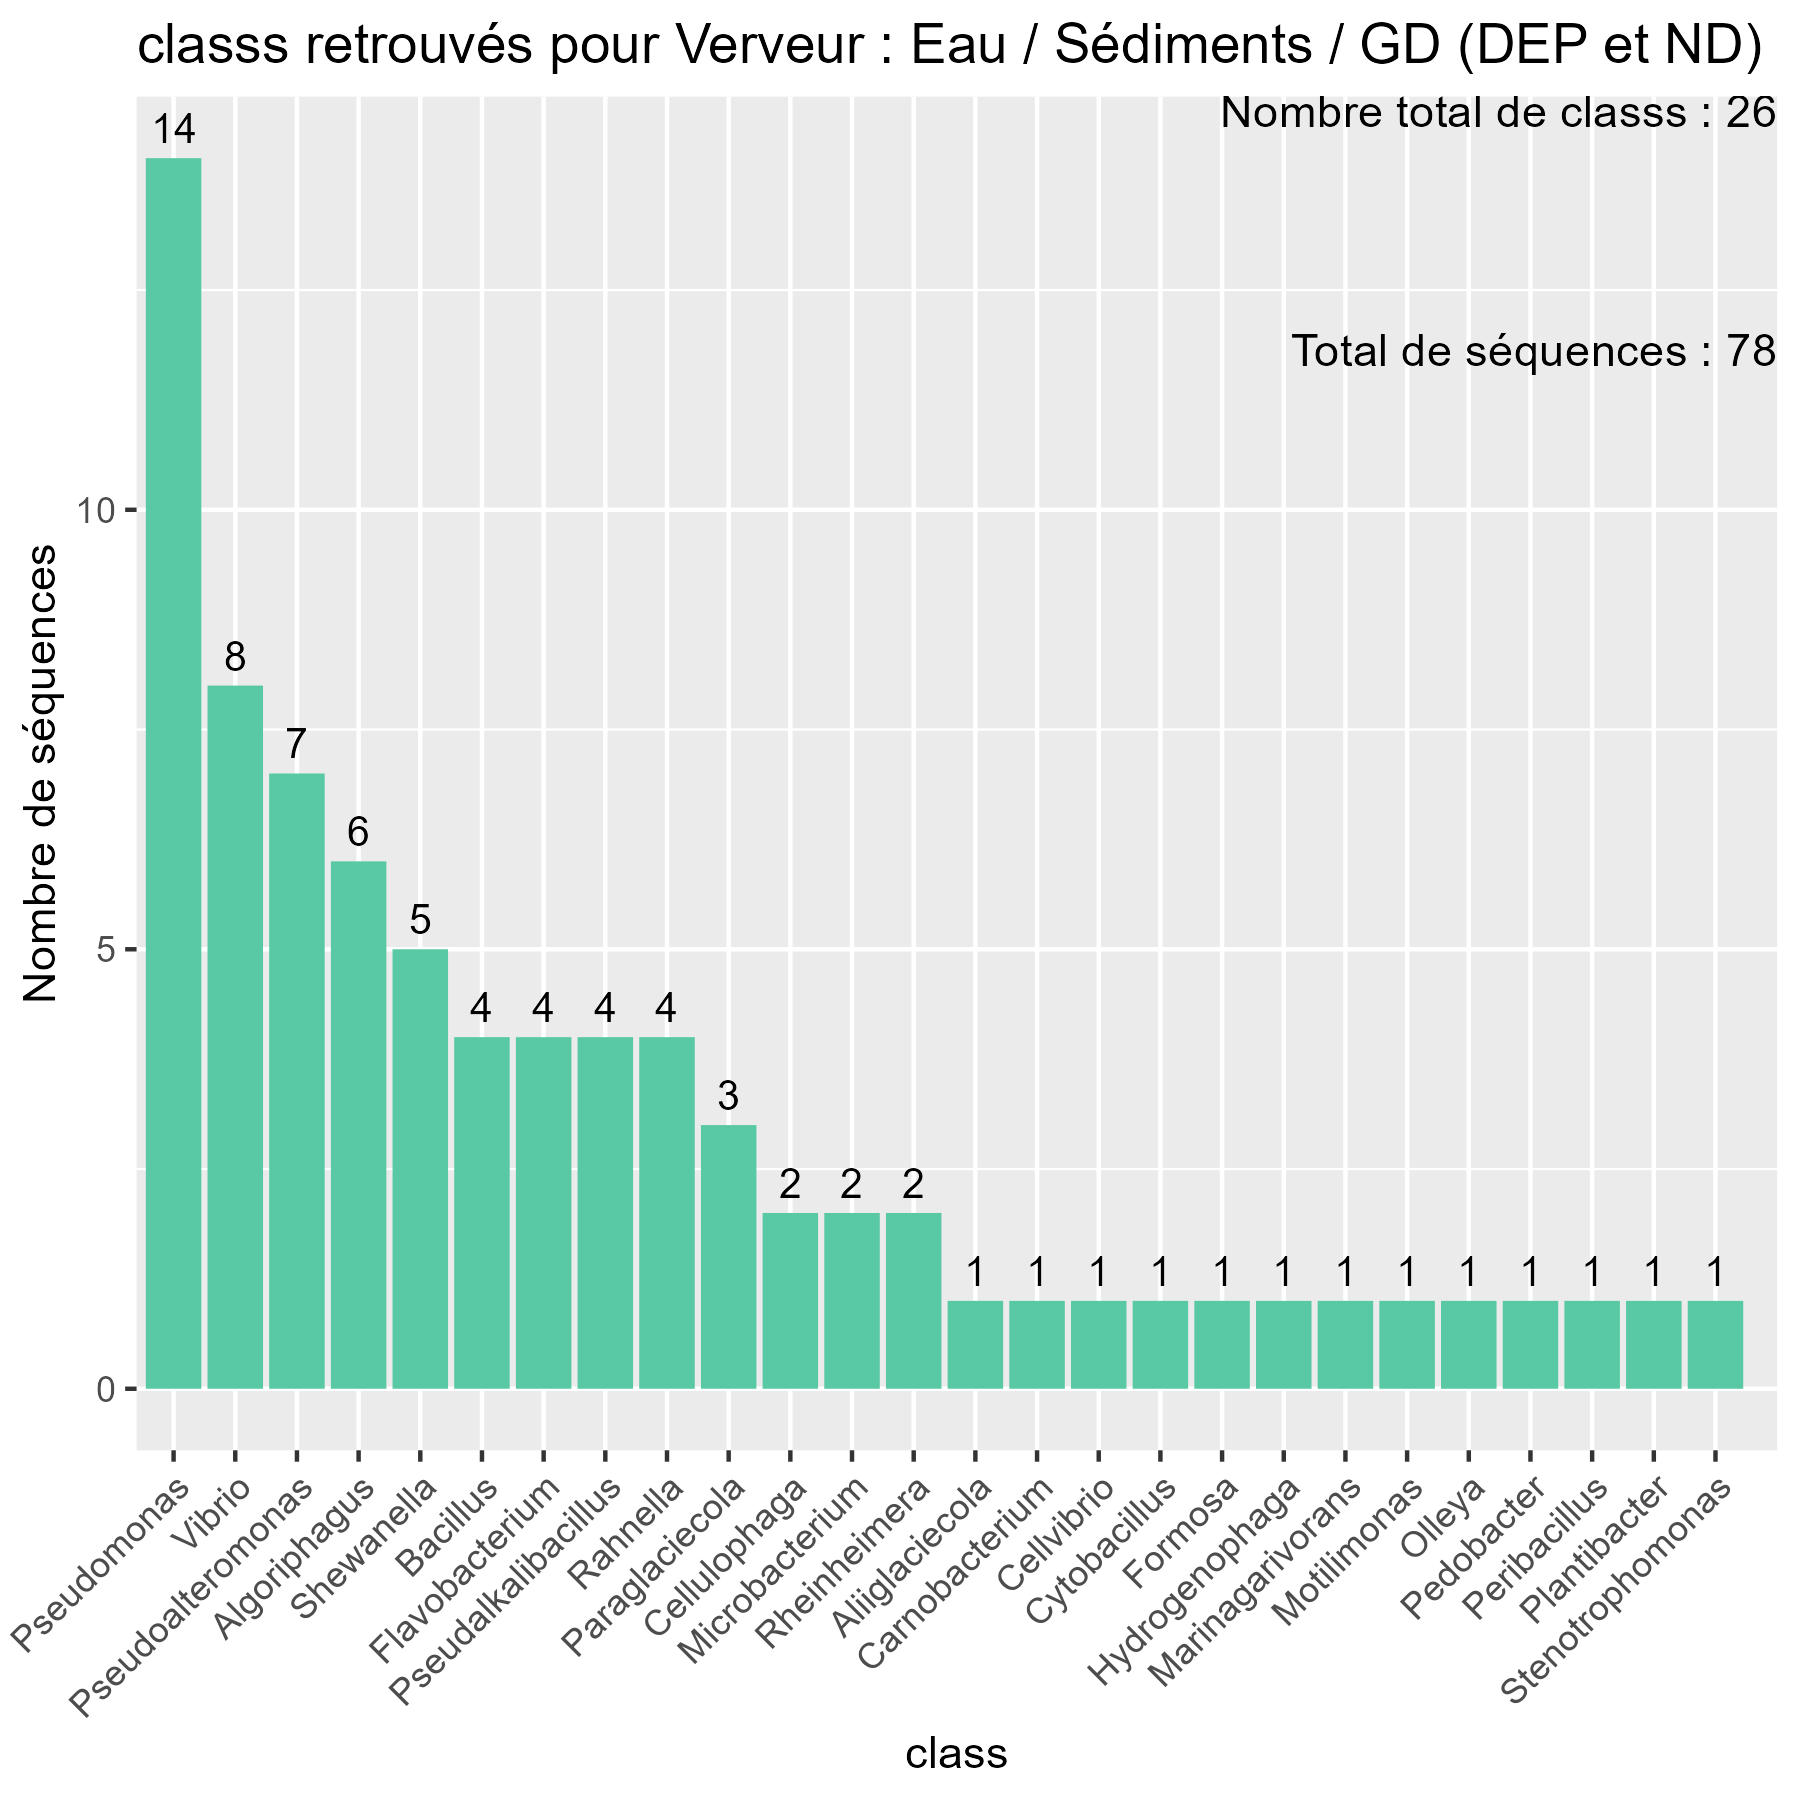 classs retrouvés pour Verveur : Eau / Sédiments / GD (DEP et ND)
Nombre total de classs : 26
Total de séquences : 78
14
8
7
6
5
4
4
4
4
3
2
2
2
1
1
1
1
1
1
1
1
1
1
1
1
1
10
5
0
Nombre de séquences
Pseudomonas
Vibrio
Pseudoalteromonas
Algoriphagus
Shewanella
Bacillus
Flavobacterium
Pseudalkalibacillus
Rahnella
Paraglaciecola
Cellulophaga
Microbacterium
Rheinheimera
Aliiglaciecola
Carnobacterium
Cellvibrio
Cytobacillus
Formosa
Hydrogenophaga
Marinagarivorans
Motilimonas
Olleya
Pedobacter
Peribacillus
Plantibacter
Stenotrophomonas
class